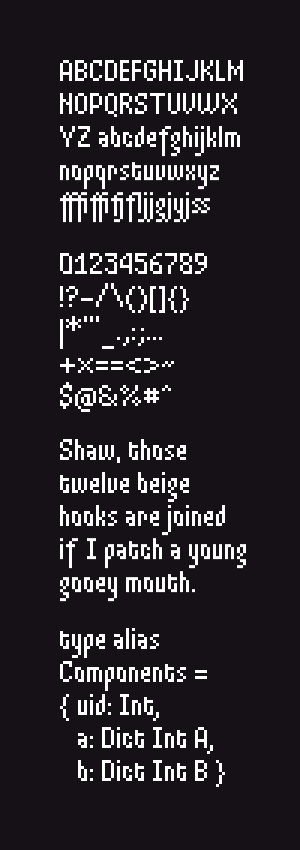 ABCDEFGHIJKLM
NOPQRSTUVWX
YZ abcdefghijklm
nopqrstuvwxyz
0123456789
!?-/\()[]{}
|*"'_.,:;…
+×==<>~
$@&%#^
Shaw, those
twelve beige
hooks are joined
if I patch a young
gooey mouth.
type alias
Components =
{ uid: Int,
a: Dict Int A,
b: Dict Int B }